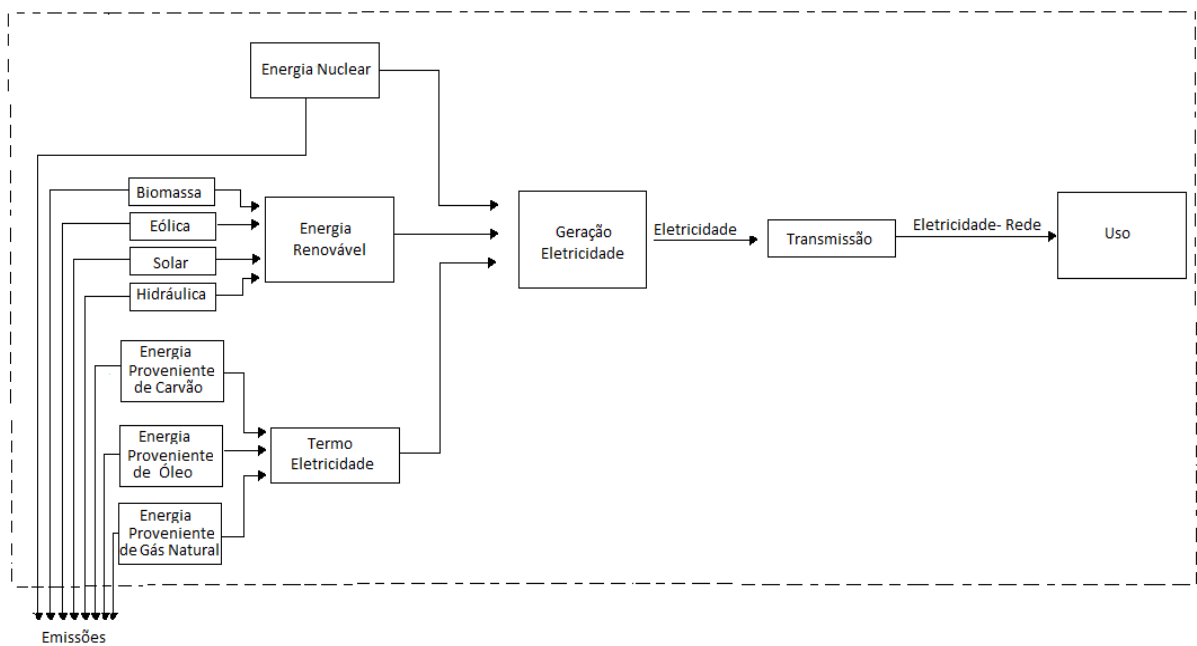 Energia Nuclear
Biomassa
Eólica
Solar
Hidráulica
Energia
Renovável
Energia
Proveniente
de Carvão
Energia
Proveniente
de Óleo
Energia
Proveniente
de Gás Natural
Termo
Eletricidade
Geração
Eletricidade
Eletricidade
Transmissão
Eletricidade- Rede
Uso
Emissões